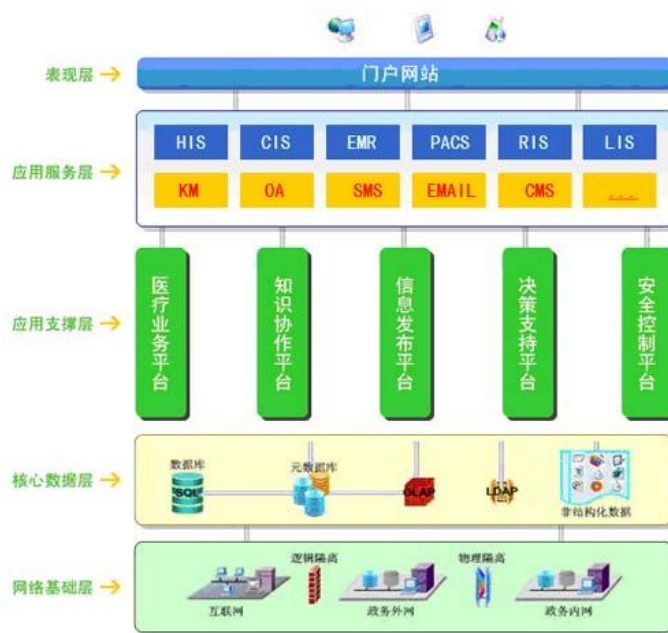 表现层
门户网站
应用服务层
HIS CIS EMR PACS RIS LIS
KM OA SMS EMAIL CMS ...
应用支撑层
医疗业务平台
知识协作平台
信息发布平台
决策支持平台
安全控制平台
核心数据层
数据库
SQL
元数据库
OLAP
LDAP
非结构化数据
网络基础层
逻辑隔离
物理隔离
互联网
政务外网
政务内网